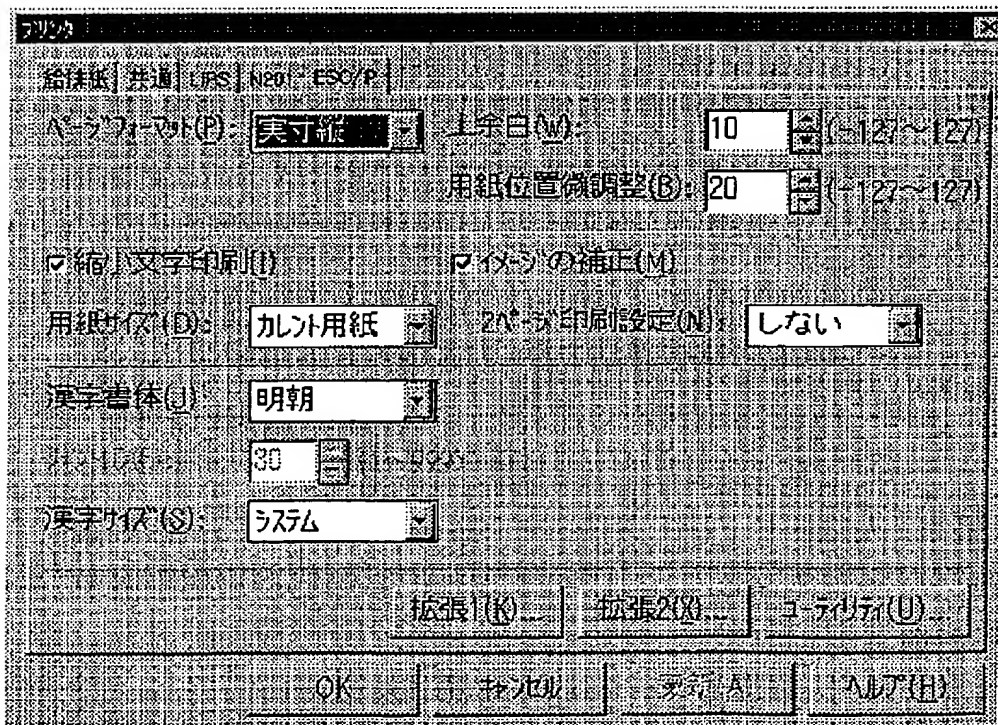 プリンタ
給排紙 共通 LIPS N201 ESC/P
ページフォーマット(P): 実寸縦 上余白(W): 10 (-127～127)
用紙位置微調整(B): 20 (-127～127)
縮小文字印刷(I) イメージの補正(M)
用紙サイズ(D): カレント用紙 2ページ印刷設定(N): しない
漢字書体(J): 明朝
30
漢字サイズ(S): システム
拡張1(K)... 拡張2(X)... ユーティリティ(U)...
OK キャンセル 更新(A) ヘルプ(H)